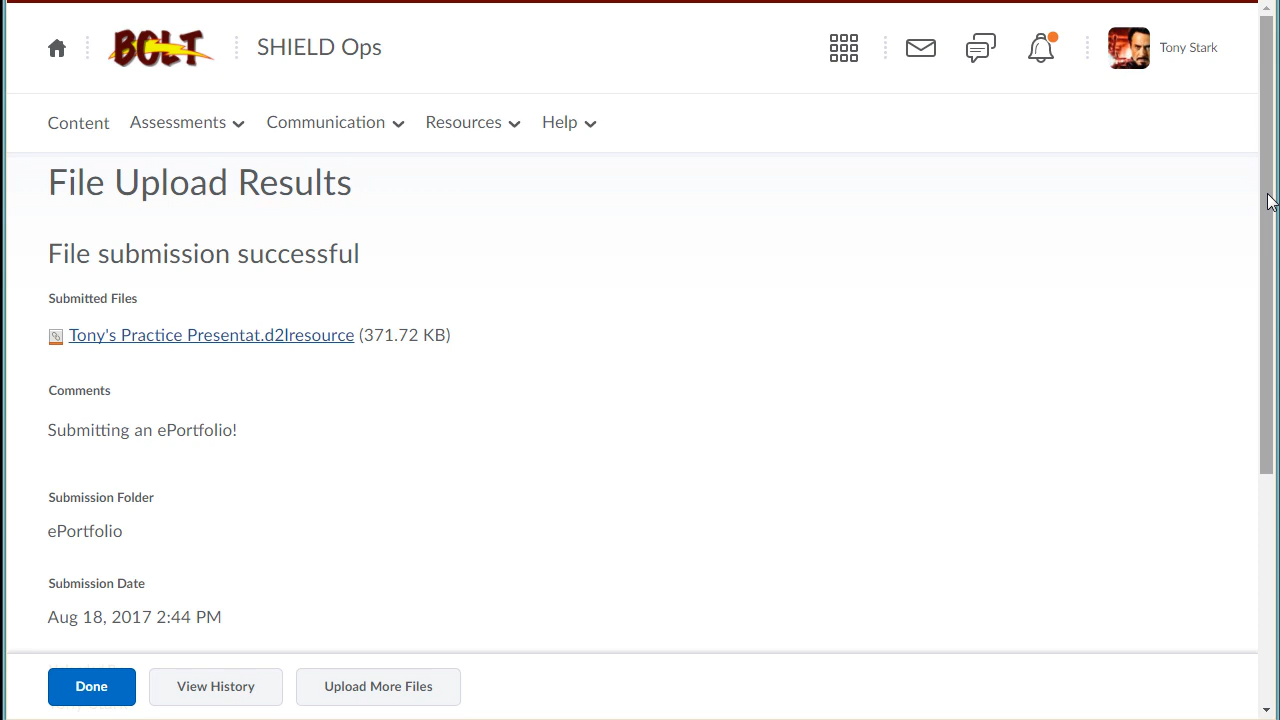 BOLT
SHIELD Ops
Tony Stark
Content
Assessments
Communication
Resources
Help
File Upload Results
File submission successful
Submitted Files
Tony's Practice Presentat.d2lresource (371.72 KB)
Comments
Submitting an ePortfolio!
Submission Folder
ePortfolio
Submission Date
Aug 18, 2017 2:44 PM
Done
View History
Upload More Files